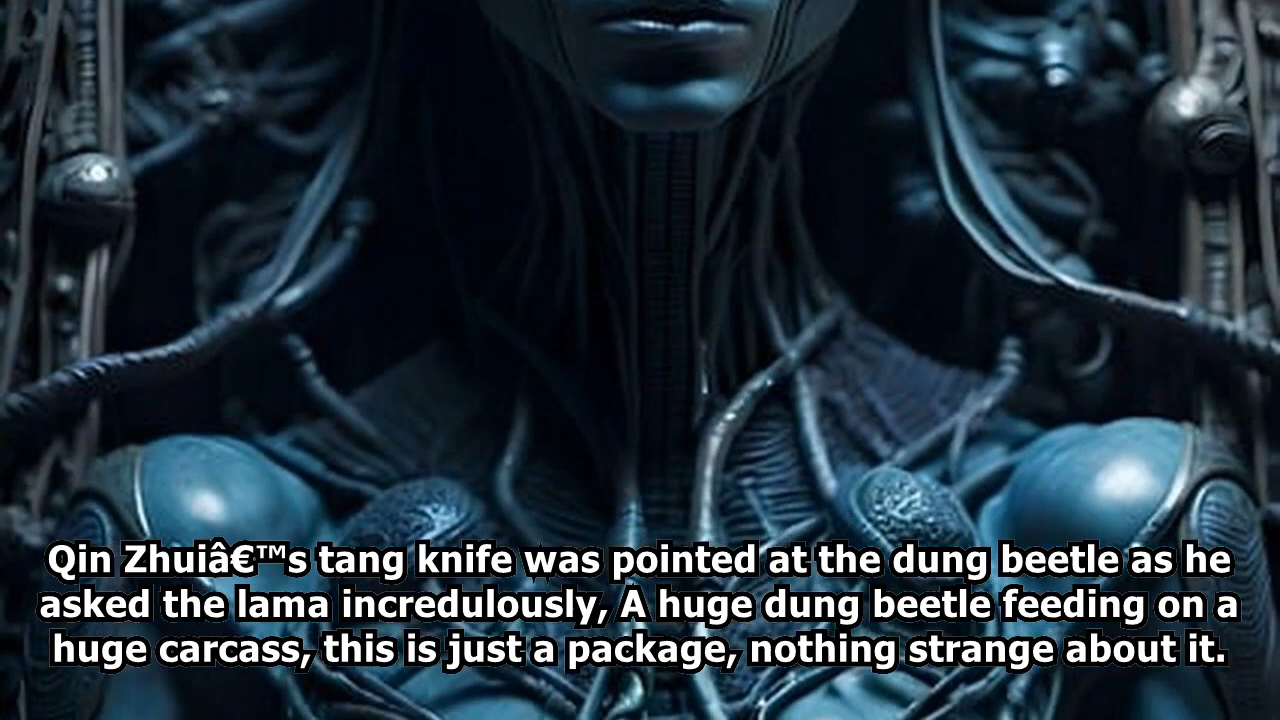 Qin Zhuiâ€™s tang knife was pointed at the dung beetle as he
asked the lama incredulously, A huge dung beetle feeding on a
huge carcass, this is just a package, nothing strange about it.